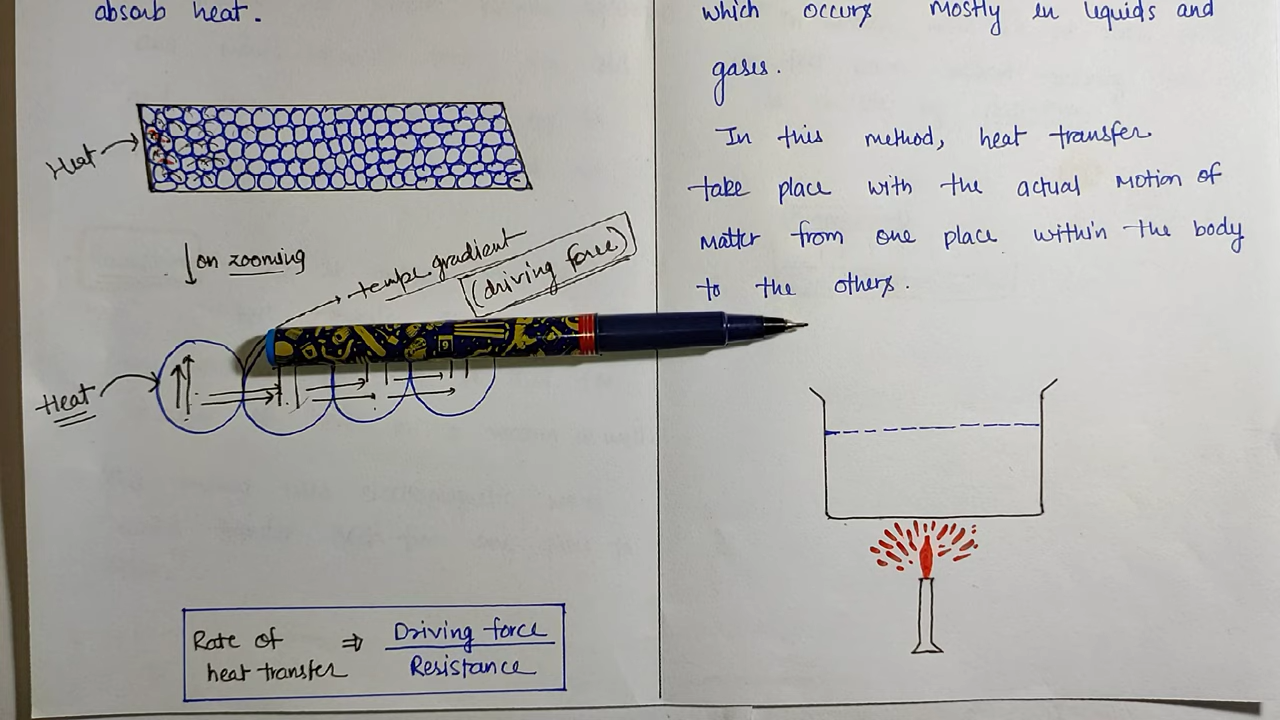 absorb heat.
Heat
on zooming
tempe gradient
(driving force)
Heat
Rate of
heat transfer ⇒ Driving force
Resistance
which occurs mostly in liquids and
gases.
In this method, heat transfer
take place with the actual motion of
matter from one place within the body
to the others.